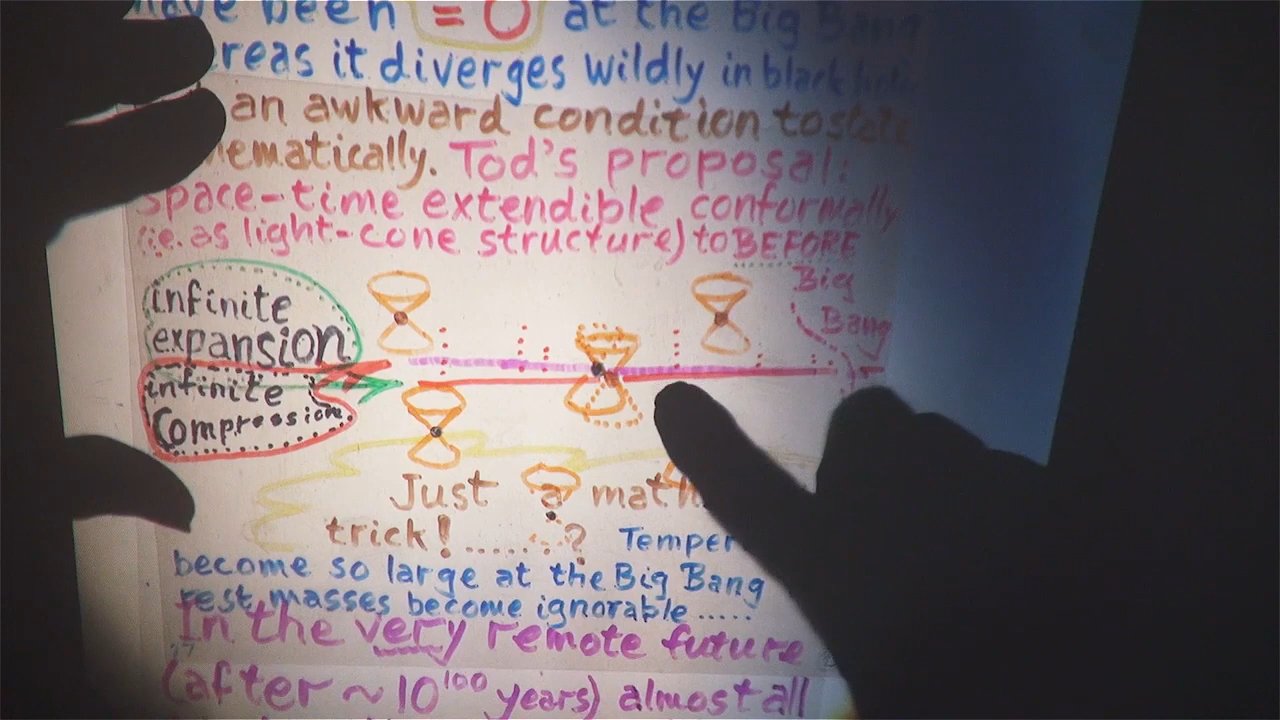 have been = 0 at the Big Bang
ereas it diverges wildly in black holes
an awkward condition to state
ematically. Tod's proposal:
space-time extendible conformally
(i.e. as light-cone structure) to BEFORE
Big
Bang
infinite
expansion
infinite
Compression
Just a math
trick!......?
Temper
become so large at the Big Bang
rest masses become ignorable.....
In the very remote future
(after ~10¹⁰⁰ years) almost all